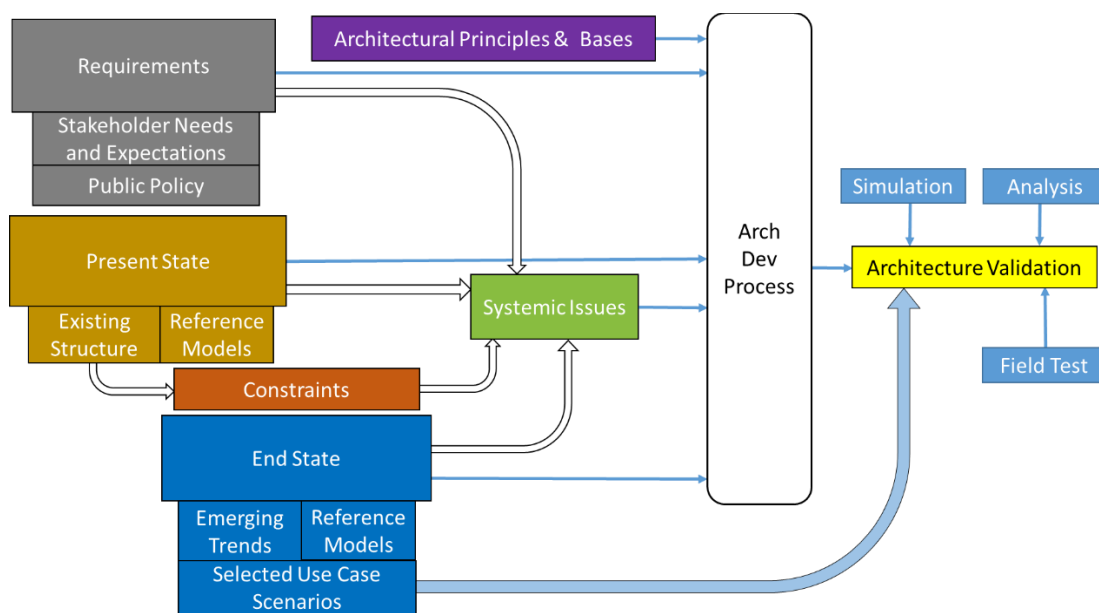 Architectural Principles &  Bases
Requirements
Stakeholder Needs
and Expectations
Public Policy
Simulation
Analysis
Present State
Arch
Dev
Process
Architecture Validation
Systemic Issues
Existing
Structure
Reference
Models
Field Test
Constraints
End State
Emerging
Trends
Reference
Models
Selected Use Case
Scenarios